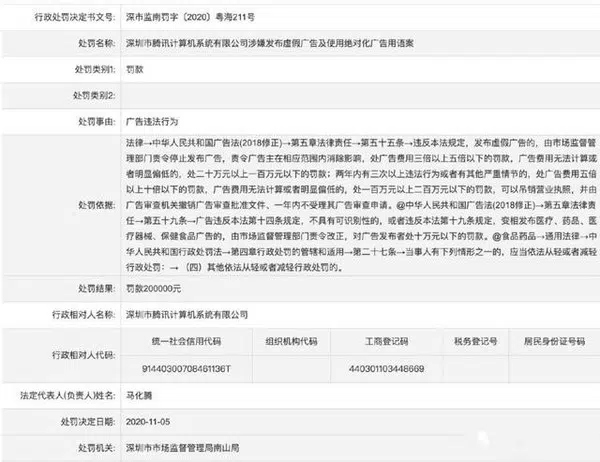 行政处罚决定书文号: 深市监南罚字〔2020〕粤海211号
处罚名称: 深圳市腾讯计算机系统有限公司涉嫌发布虚假广告及使用绝对化广告用语案
处罚类别1: 罚款
处罚类别2:
处罚事由: 广告违法行为
法律→中华人民共和国广告法(2018修正)→第五章法律责任→第五十五条→违反本法规定，发布虚假广告的，由市场监督管
理部门责令停止发布广告，责令广告主在相应范围内消除影响，处广告费用三倍以上五倍以下的罚款，广告费用无法计算或
者明显偏低的，处二十万元以上一百万元以下的罚款；两年内有三次以上违法行为或者有其他严重情节的，处广告费用五倍
以上十倍以下的罚款，广告费用无法计算或者明显偏低的，处一百万元以上二百万元以下的罚款，可以吊销营业执照，并由
处罚依据: 广告审查机关撤销广告审查批准文件、一年内不受理其广告审查申请。@中华人民共和国广告法(2018修正)→第五章法律责
任→第五十九条→广告违反本法第十四条规定，不具有可识别性的，或者违反本法第十九条规定，变相发布医疗、药品、医
疗器械、保健食品广告的，由市场监督管理部门责令改正，对广告发布者处十万元以下的罚款。@食品药品→通用法律→中
华人民共和国行政处罚法→第四章行政处罚的管辖和适用→第二十七条→当事人有下列情形之一的，应当依法从轻或者减轻
行政处罚：→（四）其他依法从轻或者减轻行政处罚的。
处罚结果: 罚款200000元
行政相对人名称: 深圳市腾讯计算机系统有限公司
行政相对人代码: 统一社会信用代码 组织机构代码 工商登记码 税务登记号 居民身份证号码
91440300708461136T 440301103448669
法定代表人(负责人)姓名: 马化腾
处罚决定日期: 2020-11-05
处罚机关: 深圳市市场监督管理局南山局